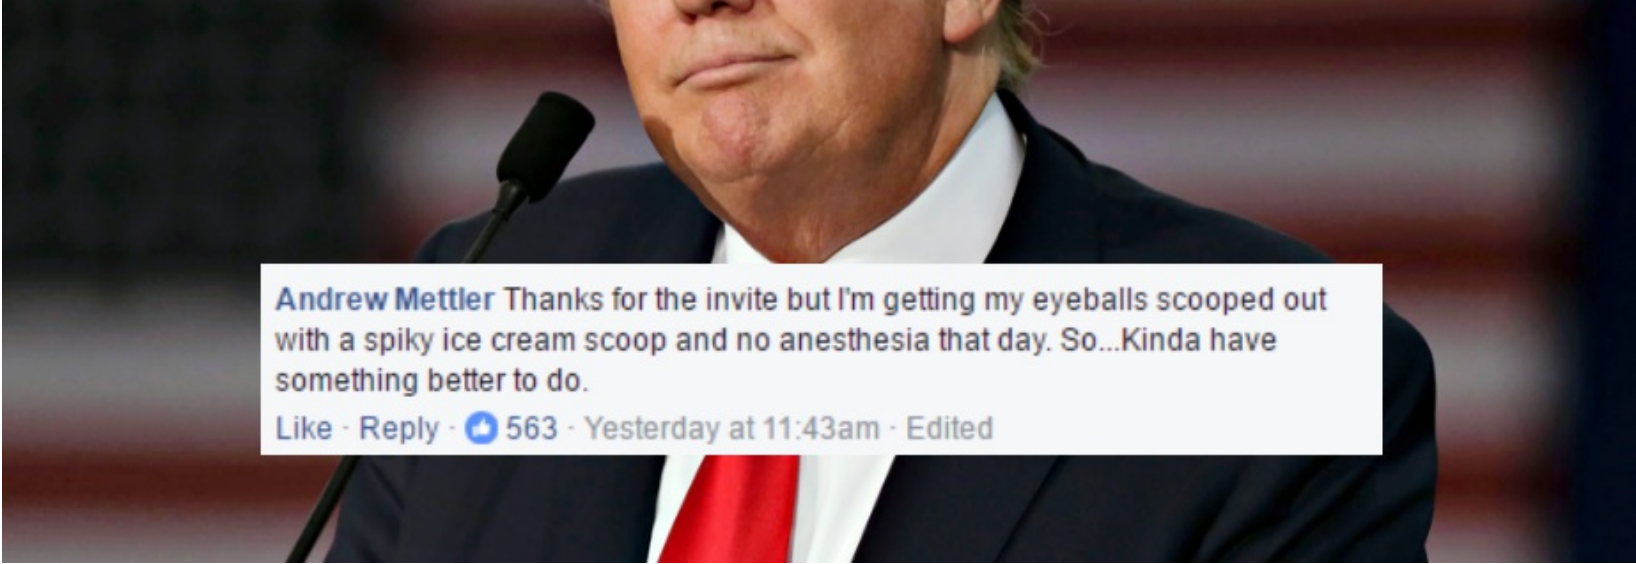 Andrew Mettler Thanks for the invite but I'm getting my eyeballs scooped out
with a spiky ice cream scoop and no anesthesia that day. So...Kinda have
something better to do.
Like · Reply · 563 · Yesterday at 11:43am · Edited